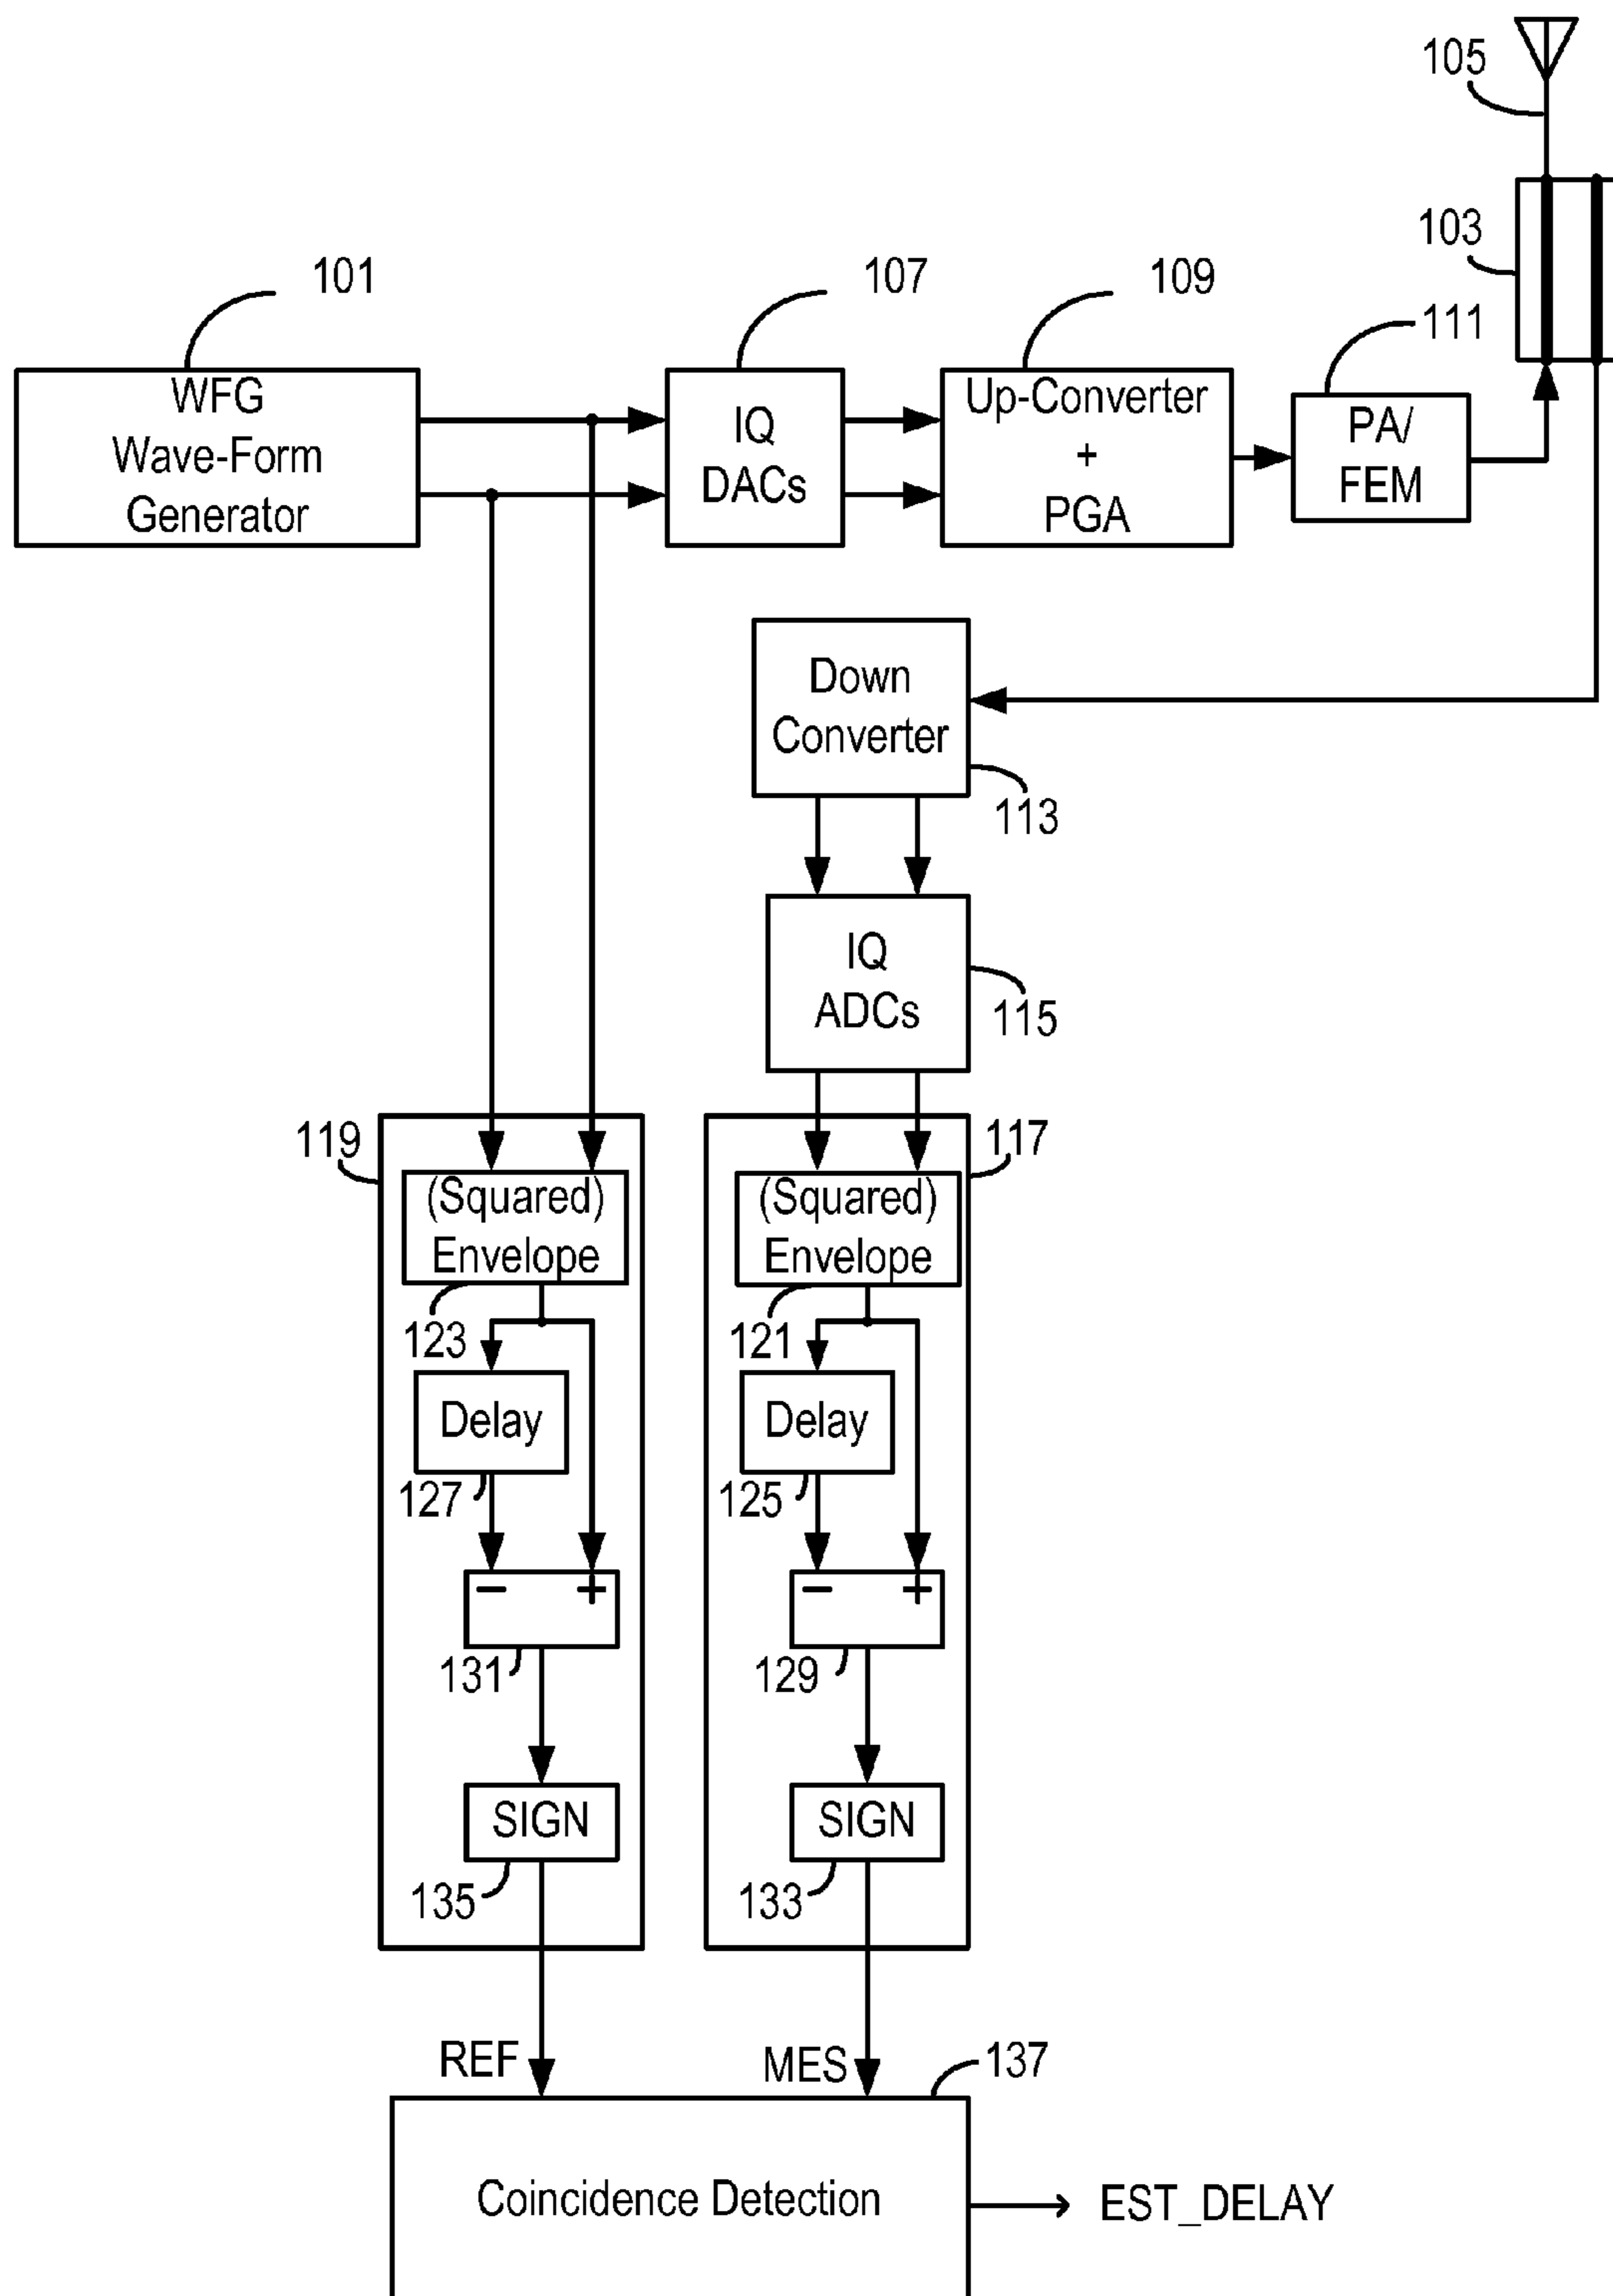 105
103
101
107
109
111
WFG
Wave-Form
Generator
IQ
DACs
Up-Converter
+
PGA
PA/
FEM
Down
Converter
113
IQ
ADCs
115
119
117
(Squared)
Envelope
(Squared)
Envelope
123
121
Delay
Delay
127
125
− +
− +
131
129
SIGN
SIGN
135
133
REF
MES
137
Coincidence Detection
EST_DELAY